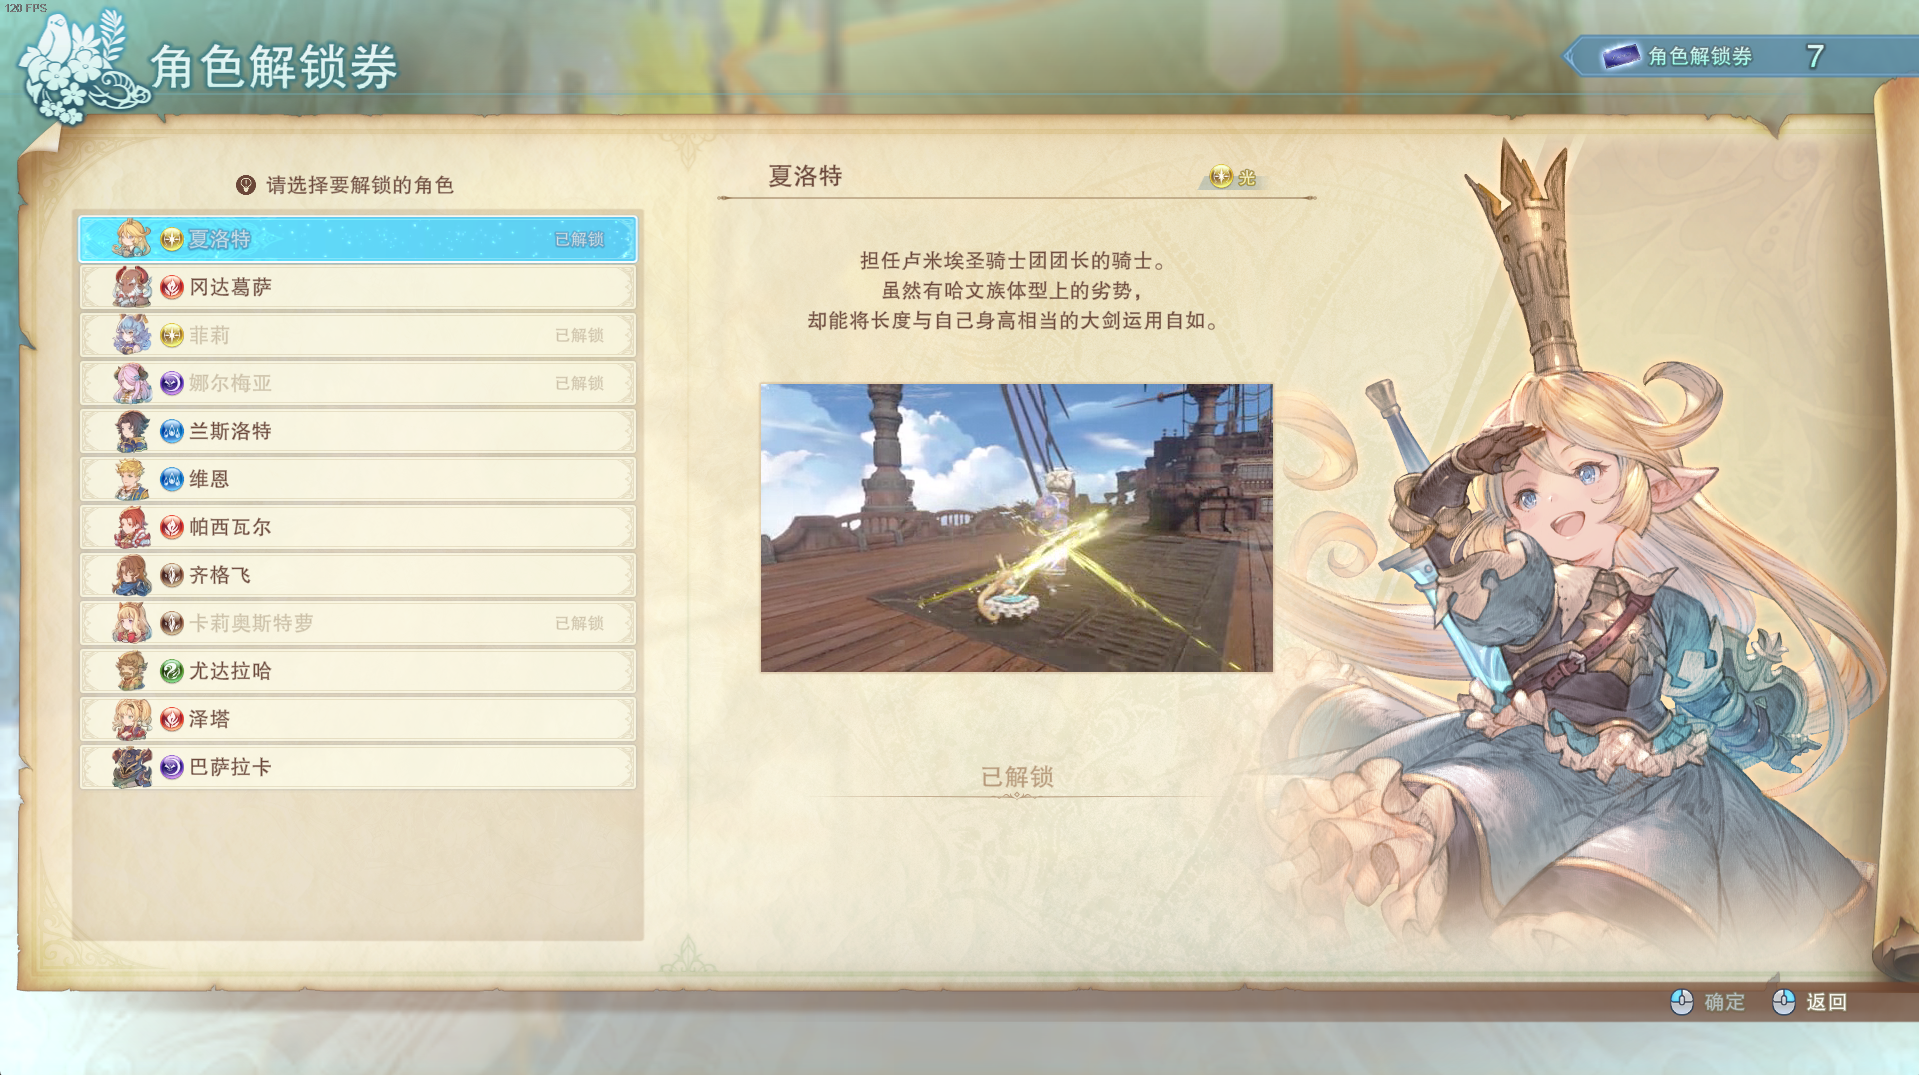 120 FPS
角色解锁券
角色解锁券 7
请选择要解锁的角色
夏洛特 已解锁
冈达葛萨
菲莉 已解锁
娜尔梅亚 已解锁
兰斯洛特
维恩
帕西瓦尔
齐格飞
卡莉奥斯特萝 已解锁
尤达拉哈
泽塔
巴萨拉卡
夏洛特 光
担任卢米埃圣骑士团团长的骑士。
虽然有哈文族体型上的劣势，
却能将长度与自己身高相当的大剑运用自如。
已解锁
确定 返回